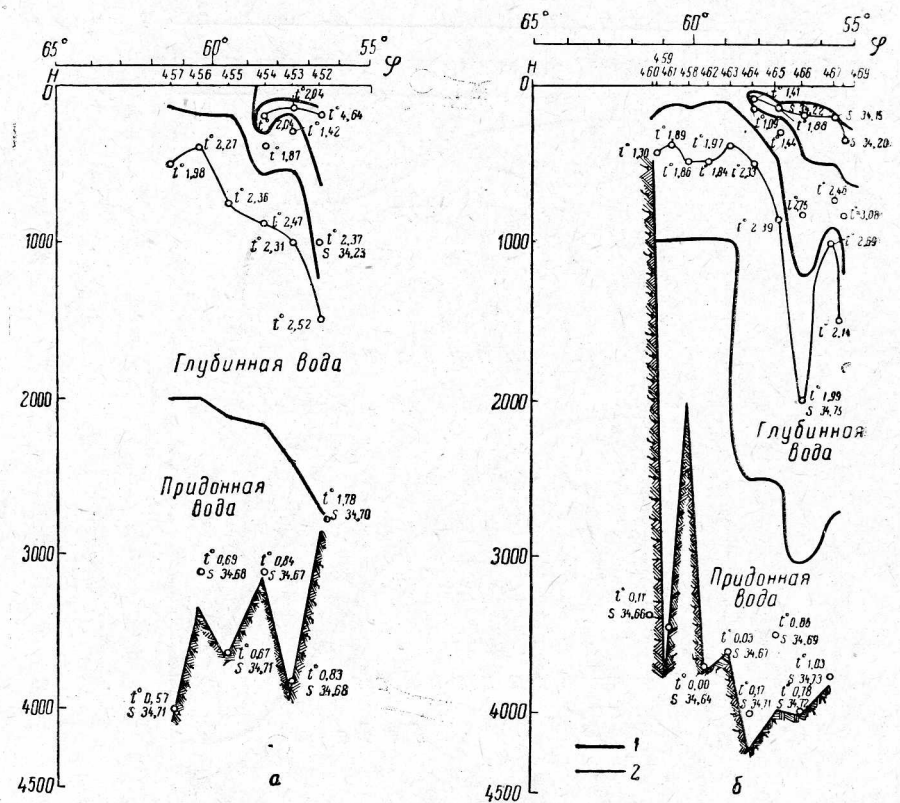 65° 60° 55°
φ
H 457 456 455 454 453 452
0
t° 2,04
t° 4,64
2,04
t° 1,42
t° 1,87
t° 2,27
t° 1,98
t° 2,36
t° 2,47
t° 2,31
t° 2,37
S 34,23
1000
t° 2,52
Глубинная вода
2000
Придонная
вода
t° 1,78
S 34,70
3000
t° 0,69
S 34,68
t° 0,84
S 34,67
t° 0,67
S 34,71
t° 0,83
S 34,68
t° 0,57
S 34,71
4000
4500
а
65° 60° 55°
φ
459
H 460 461 458 462 463 464 465 466 467 469
0
t° 1,41
S 34,22
S 34,15
t° 1,09
t° 1,88
t° 1,44
S 34,20
t° 1,30
t° 1,89
t° 1,86
t° 1,97
t° 1,84
t° 2,33
t° 2,19
t° 2,75
t° 2,48
t° 3,08
t° 2,69
1000
t° 2,14
2000
t° 1,99
S 34,75
Глубинная
вода
3000
Придонная
вода
t° 0,11
S 34,66
t° 0,88
S 34,69
t° 0,03
S 34,67
t° 0,00
S 34,64
t° 0,17
S 34,71
t° 0,78
S 34,72
t° 1,03
S 34,73
4000
1
2
4500
б